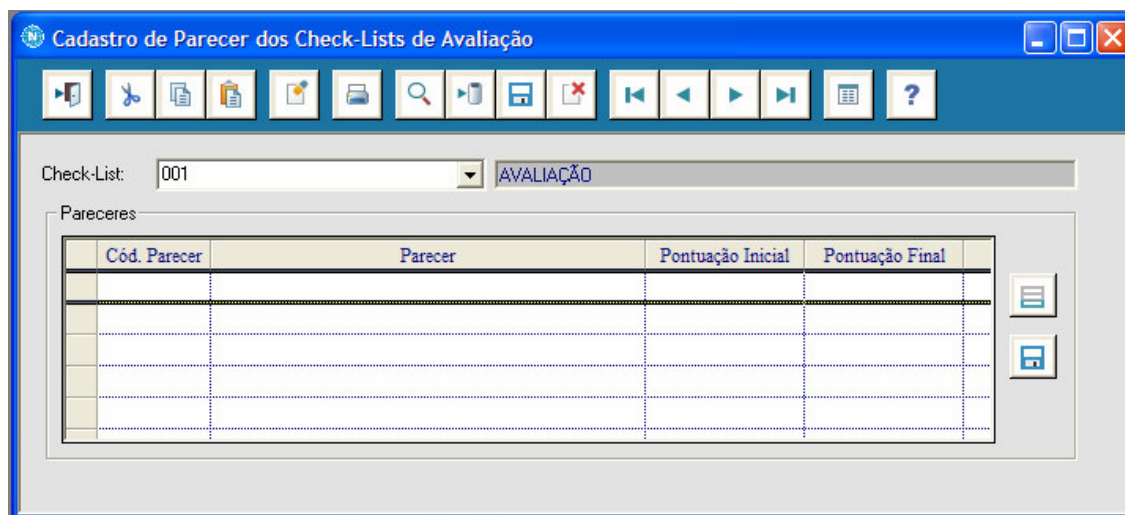 Cadastro de Parecer dos Check-Lists de Avaliação
?
Check-List: 001 AVALIAÇÃO
Pareceres
Cód. Parecer Parecer Pontuação Inicial Pontuação Final